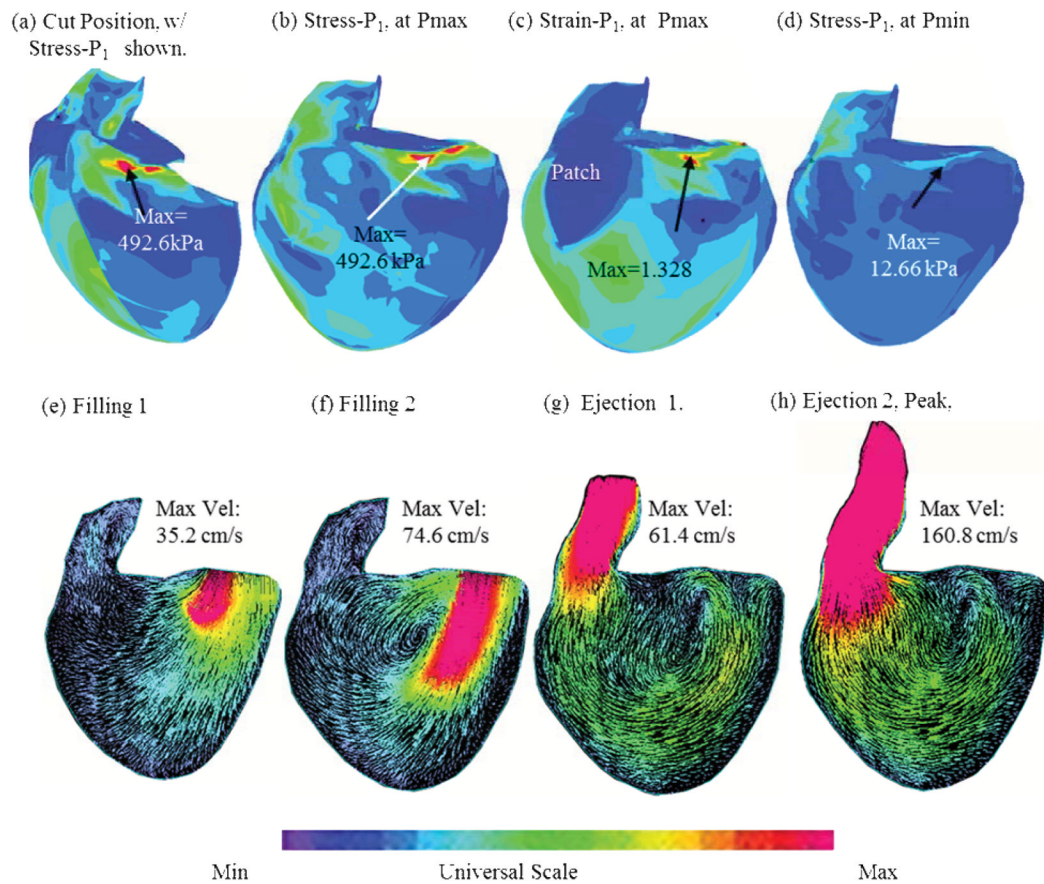 (a) Cut Position, w/
Stress-P1 shown.
(b) Stress-P1, at Pmax
(c) Strain-P1, at Pmax
(d) Stress-P1, at Pmin
Max=
492.6kPa
Max=
492.6 kPa
Patch
Max=1.328
Max=
12.66 kPa
(e) Filling 1
(f) Filling 2
(g) Ejection 1.
(h) Ejection 2, Peak,
Max Vel:
35.2 cm/s
Max Vel:
74.6 cm/s
Max Vel:
61.4 cm/s
Max Vel:
160.8 cm/s
Min
Universal Scale
Max